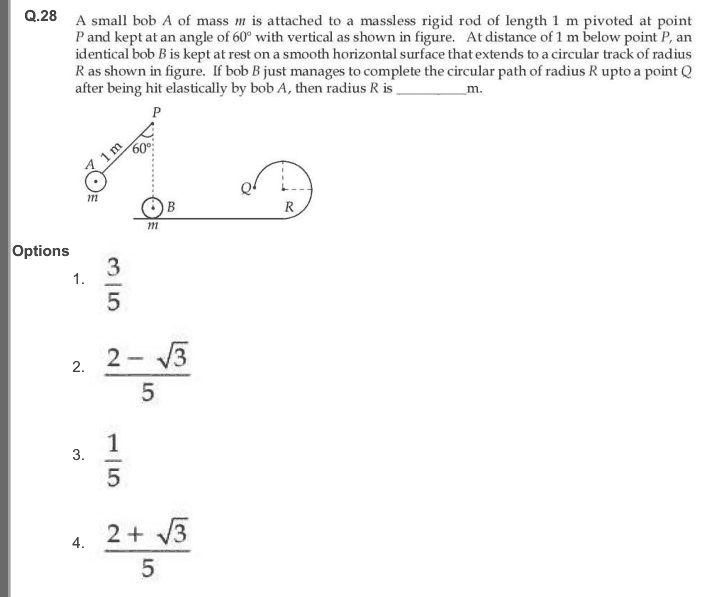 Q.28 A small bob A of mass m is attached to a massless rigid rod of length 1 m pivoted at point
P and kept at an angle of 60° with vertical as shown in figure. At distance of 1 m below point P, an
identical bob B is kept at rest on a smooth horizontal surface that extends to a circular track of radius
R as shown in figure. If bob B just manages to complete the circular path of radius R upto a point Q
after being hit elastically by bob A, then radius R is ________ m.
P
1 m
60°
A
m
B
m
Q
R
Options
1. 3/5
2. (2 − √3)/5
3. 1/5
4. (2 + √3)/5